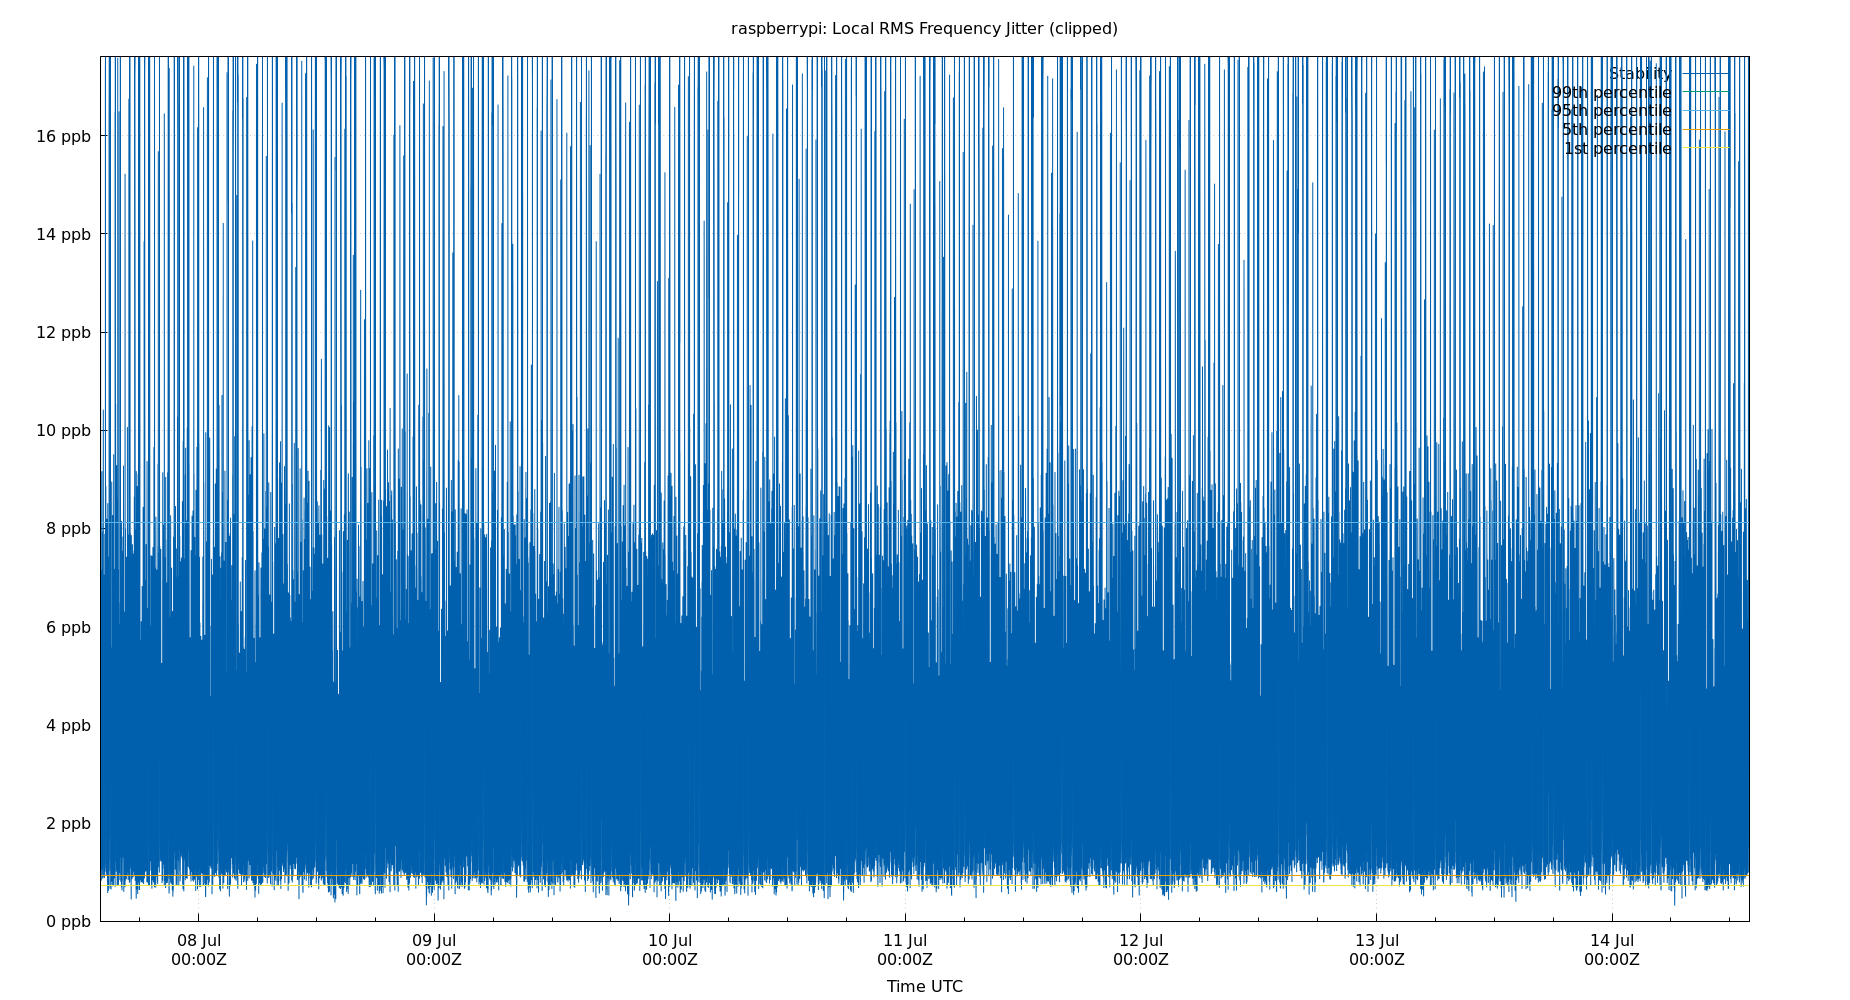 raspberrypi: Local RMS Frequency Jitter (clipped)
Stability
99th percentile
95th percentile
5th percentile
1st percentile
16 ppb
14 ppb
12 ppb
10 ppb
8 ppb
6 ppb
4 ppb
2 ppb
0 ppb
08 Jul 09 Jul 10 Jul 11 Jul 12 Jul 13 Jul 14 Jul
00:00Z 00:00Z 00:00Z 00:00Z 00:00Z 00:00Z 00:00Z
Time UTC